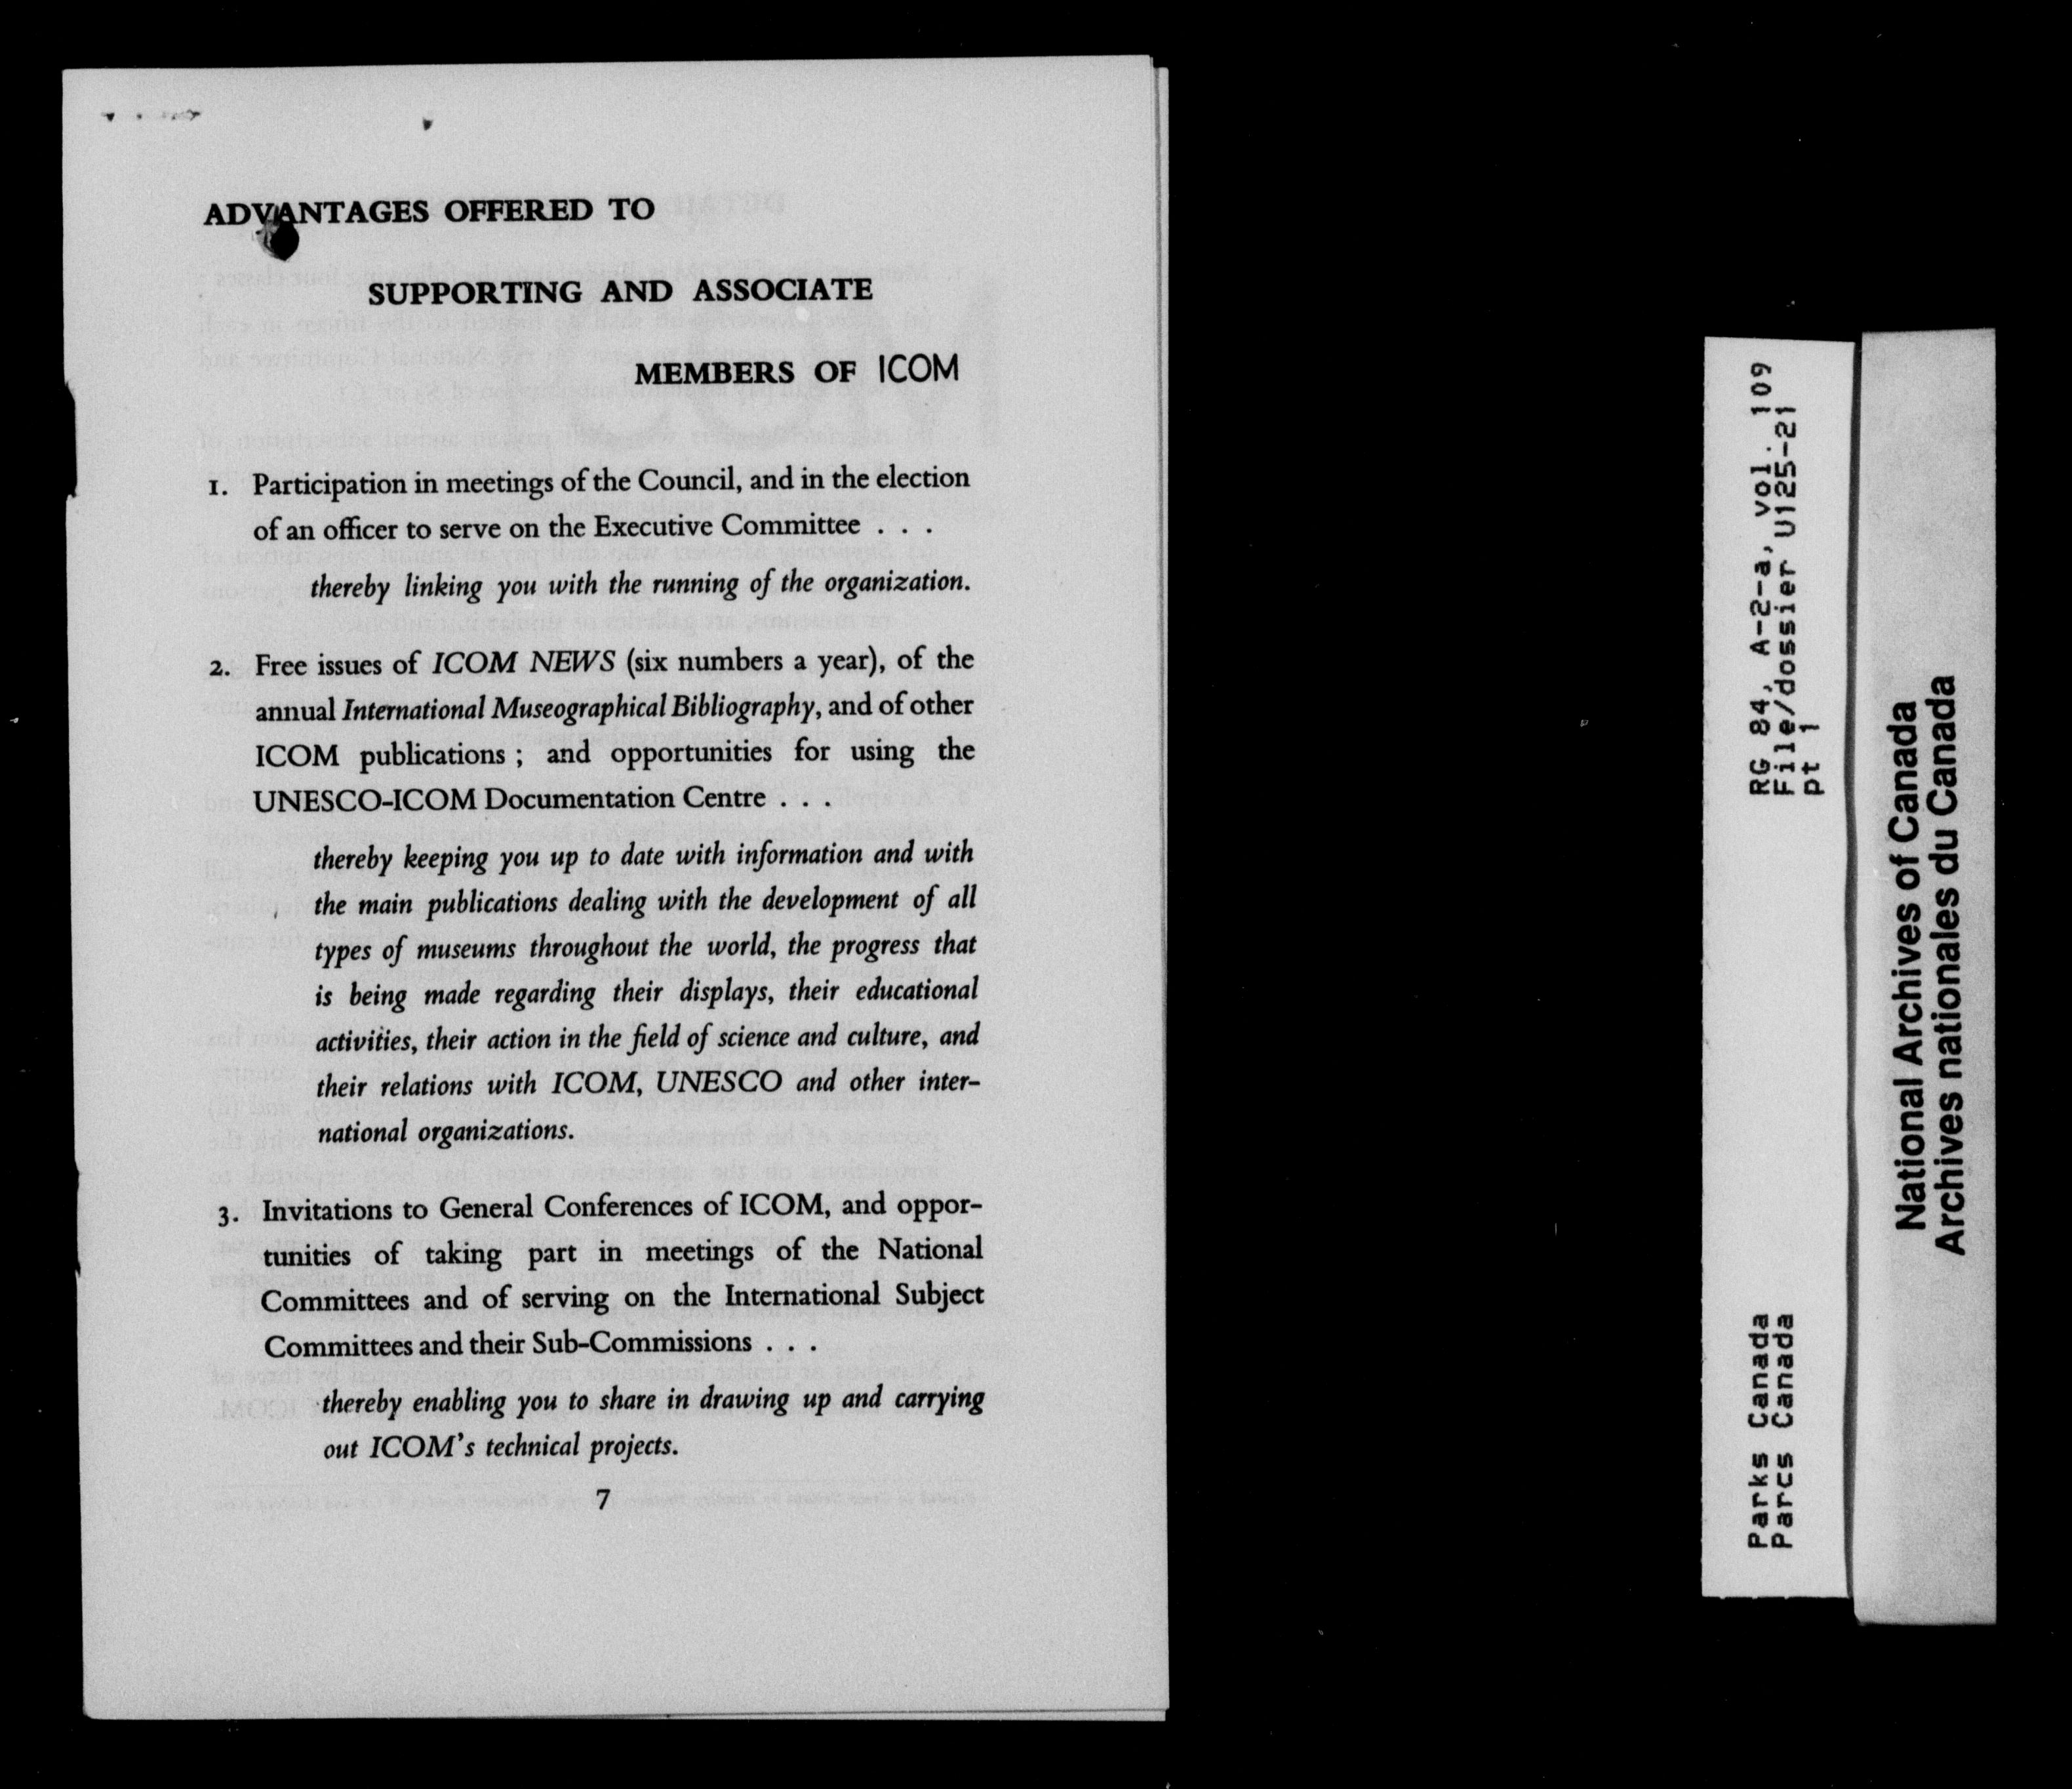 ADVANTAGES OFFERED TO
SUPPORTING AND ASSOCIATE
MEMBERS OF ICOM
1. Participation in meetings of the Council, and in the election
of an officer to serve on the Executive Committee . . .
thereby linking you with the running of the organization.
2. Free issues of ICOM NEWS (six numbers a year), of the
annual International Museographical Bibliography, and of other
ICOM publications ; and opportunities for using the
UNESCO-ICOM Documentation Centre . . .
thereby keeping you up to date with information and with
the main publications dealing with the development of all
types of museums throughout the world, the progress that
is being made regarding their displays, their educational
activities, their action in the field of science and culture, and
their relations with ICOM, UNESCO and other inter-
national organizations.
3. Invitations to General Conferences of ICOM, and oppor-
tunities of taking part in meetings of the National
Committees and of serving on the International Subject
Committees and their Sub-Commissions . . .
thereby enabling you to share in drawing up and carrying
out ICOM's technical projects.
7
Parks Canada
Parcs Canada
RG 84, A-2-a, vol. 109
File/dossier U125-21
pt 1
National Archives of Canada
Archives nationales du Canada